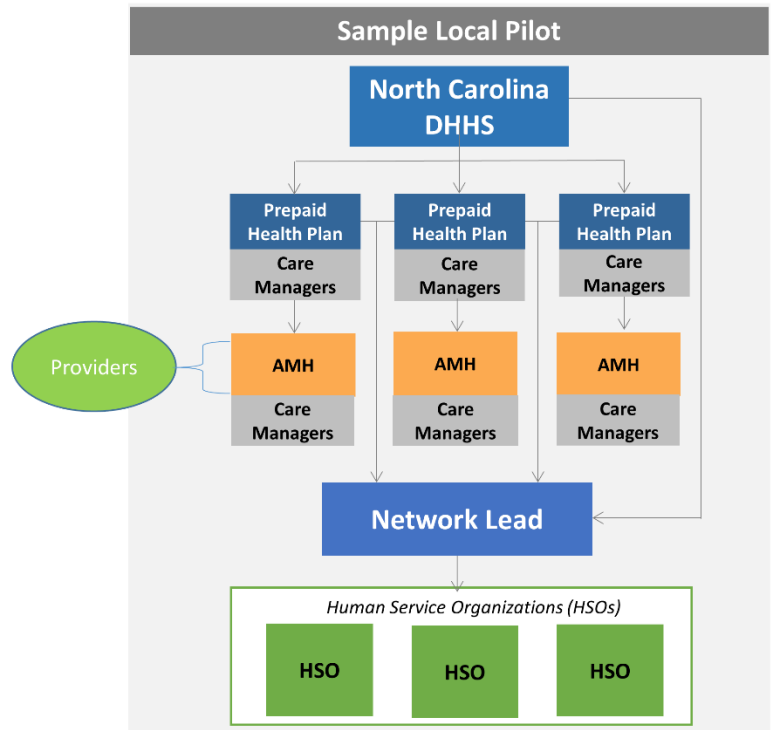 Sample Local Pilot
North Carolina
DHHS
Prepaid
Health Plan
Prepaid
Health Plan
Prepaid
Health Plan
Care
Managers
Care
Managers
Care
Managers
Providers
AMH
AMH
AMH
Care
Managers
Care
Managers
Care
Managers
Network Lead
Human Service Organizations (HSOs)
HSO
HSO
HSO